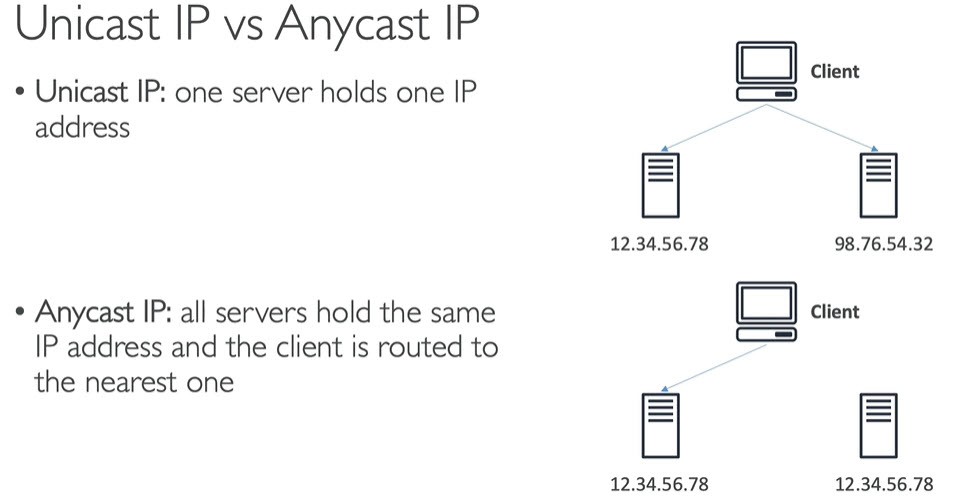 Unicast IP vs Anycast IP
• Unicast IP: one server holds one IP
address
Client
12.34.56.78
98.76.54.32
• Anycast IP: all servers hold the same
IP address and the client is routed to
the nearest one
Client
12.34.56.78
12.34.56.78